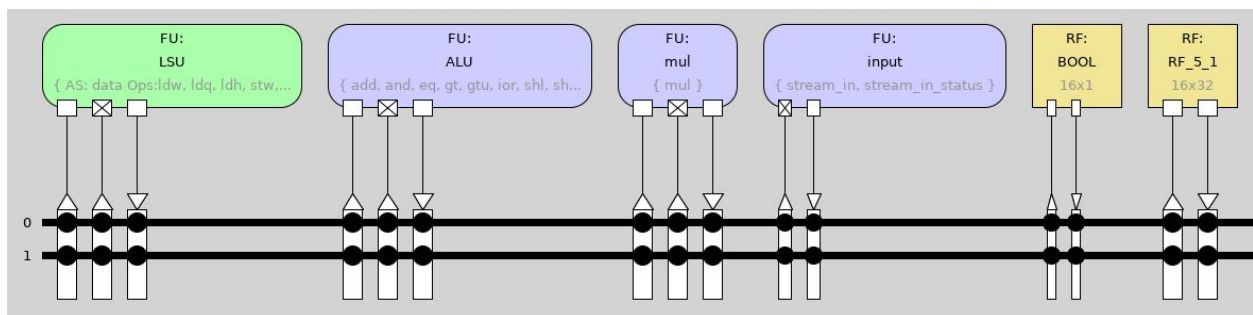 FU:
LSU
{ AS: data Ops:ldw, ldq, ldh, stw,...
FU:
ALU
{ add, and, eq, gt, gtu, ior, shl, sh...
FU:
mul
{ mul }
FU:
input
{ stream_in, stream_in_status }
RF:
BOOL
16x1
RF:
RF_5_1
16x32
0
1